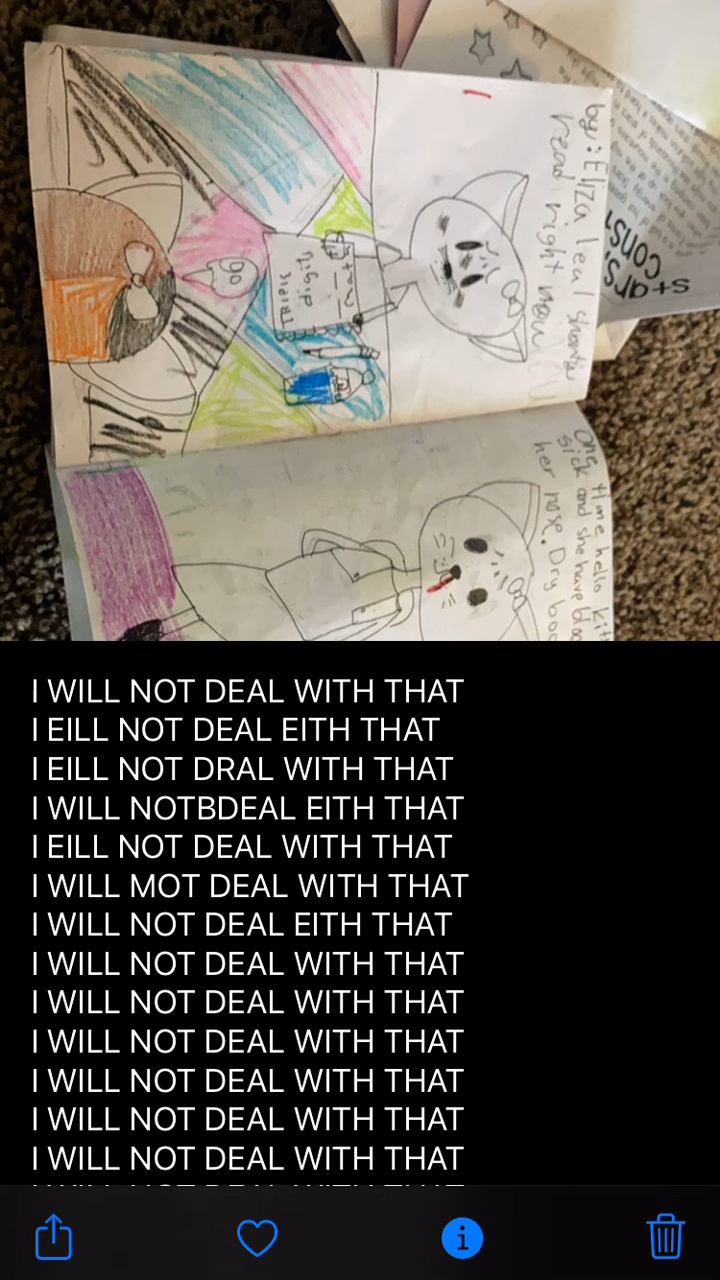 by: Eliza leal
read right now
go
One time hello kit
sick and she have bloo
her nose. Dry boo
I WILL NOT DEAL WITH THAT
I EILL NOT DEAL EITH THAT
I EILL NOT DRAL WITH THAT
I WILL NOTBDEAL EITH THAT
I EILL NOT DEAL WITH THAT
I WILL MOT DEAL WITH THAT
I WILL NOT DEAL EITH THAT
I WILL NOT DEAL WITH THAT
I WILL NOT DEAL WITH THAT
I WILL NOT DEAL WITH THAT
I WILL NOT DEAL WITH THAT
I WILL NOT DEAL WITH THAT
I WILL NOT DEAL WITH THAT